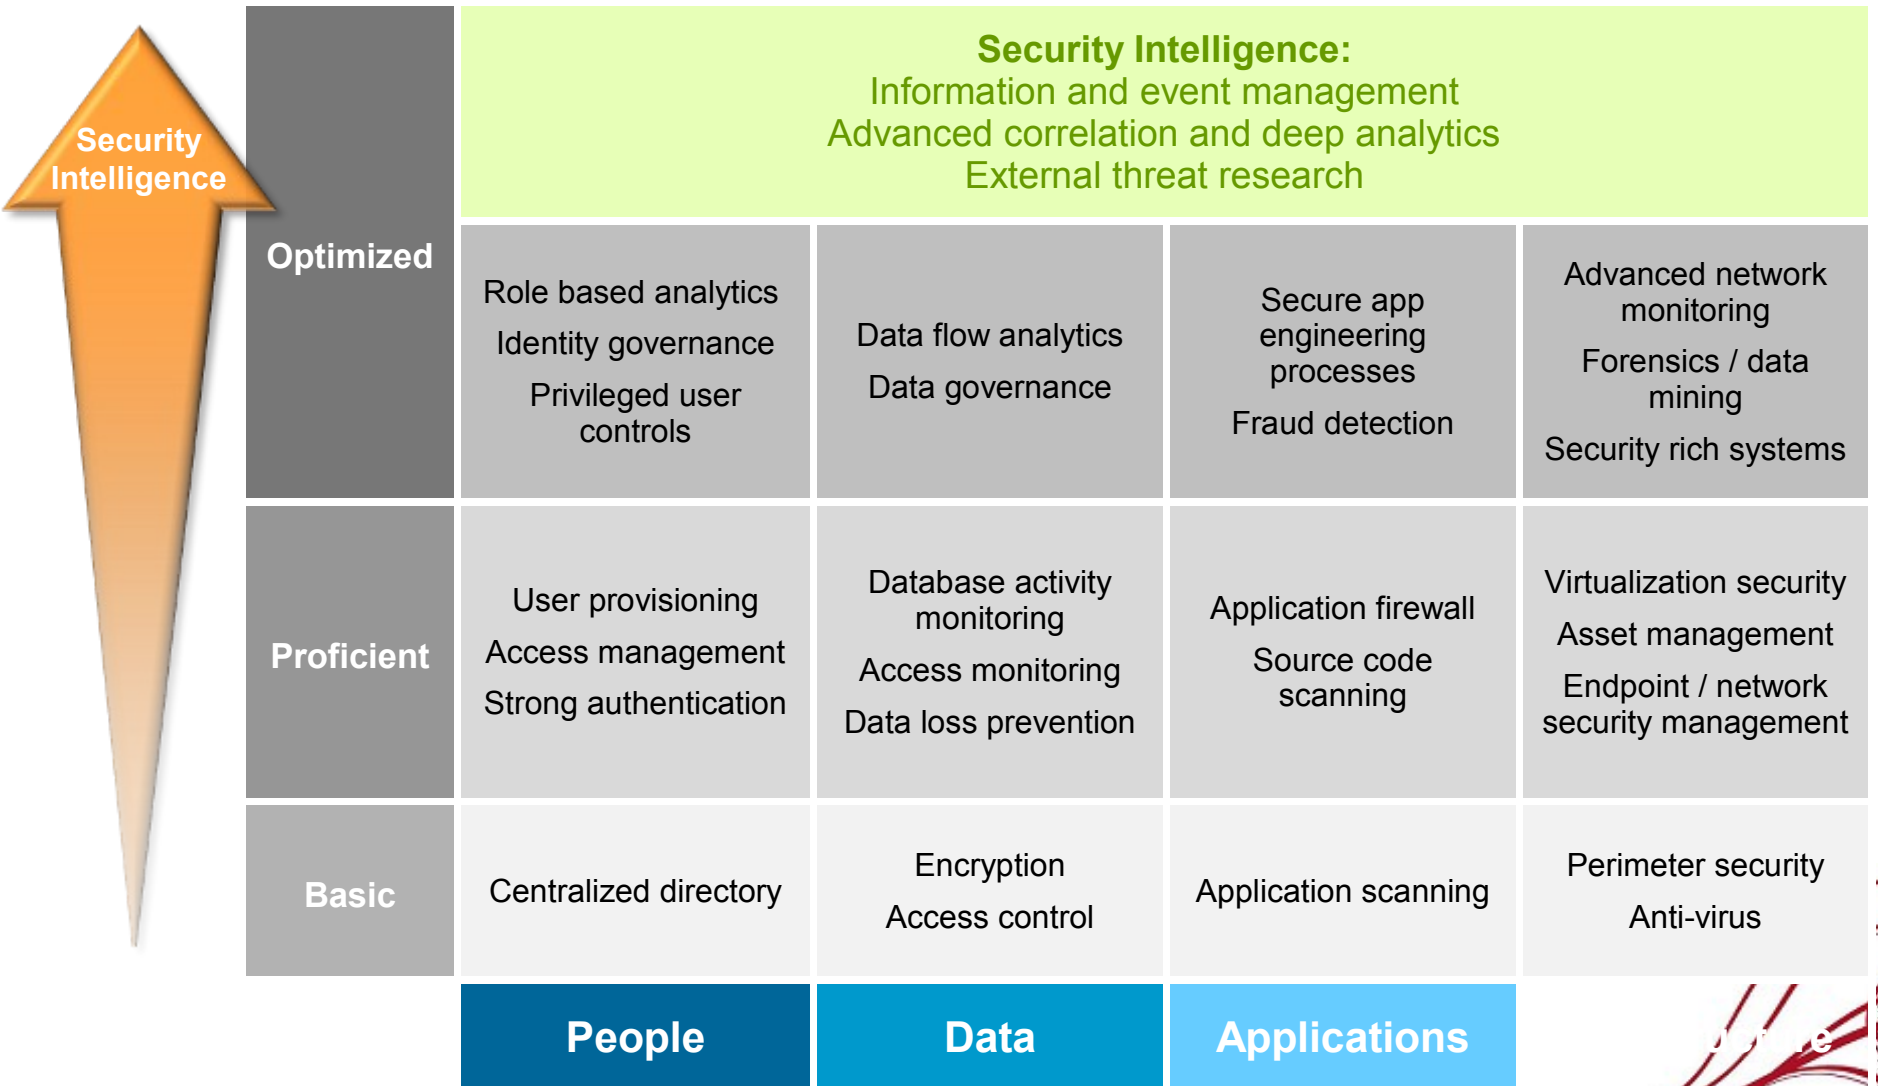 Security Intelligence:
Information and event management
Advanced correlation and deep analytics
External threat research
Security
Intelligence
Optimized
Role based analytics
Identity governance
Privileged user
controls
Data flow analytics
Data governance
Secure app
engineering
processes
Fraud detection
Advanced network
monitoring
Forensics / data
mining
Security rich systems
Proficient
User provisioning
Access management
Strong authentication
Database activity
monitoring
Access monitoring
Data loss prevention
Application firewall
Source code
scanning
Virtualization security
Asset management
Endpoint / network
security management
Basic
Centralized directory
Encryption
Access control
Application scanning
Perimeter security
Anti-virus
People
Data
Applications